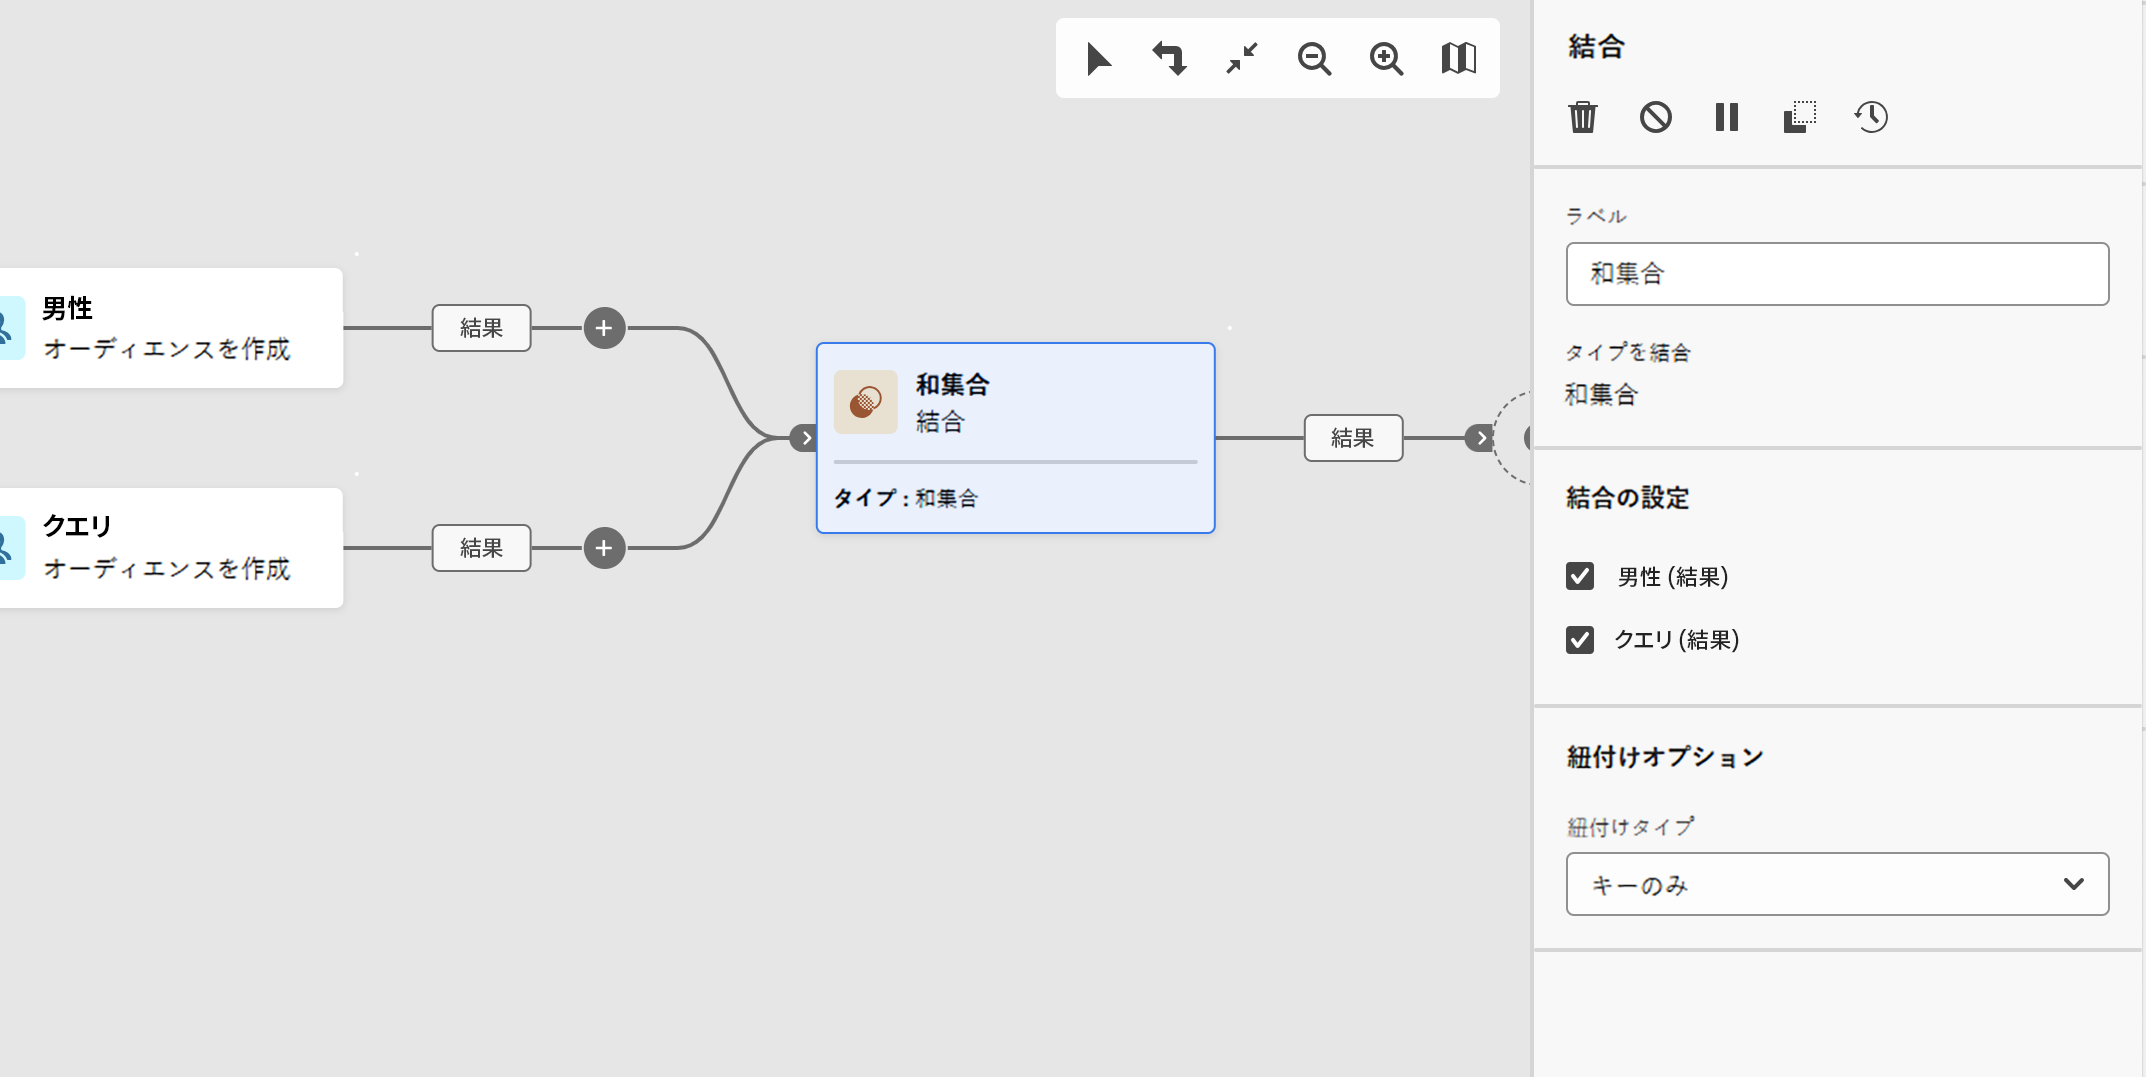 男性
オーディエンスを作成
結果
クエリ
オーディエンスを作成
結果
和集合
結合
タイプ : 和集合
結果
結合
ラベル
和集合
タイプを結合
和集合
結合の設定
男性 (結果)
クエリ (結果)
紐付けオプション
紐付けタイプ
キーのみ